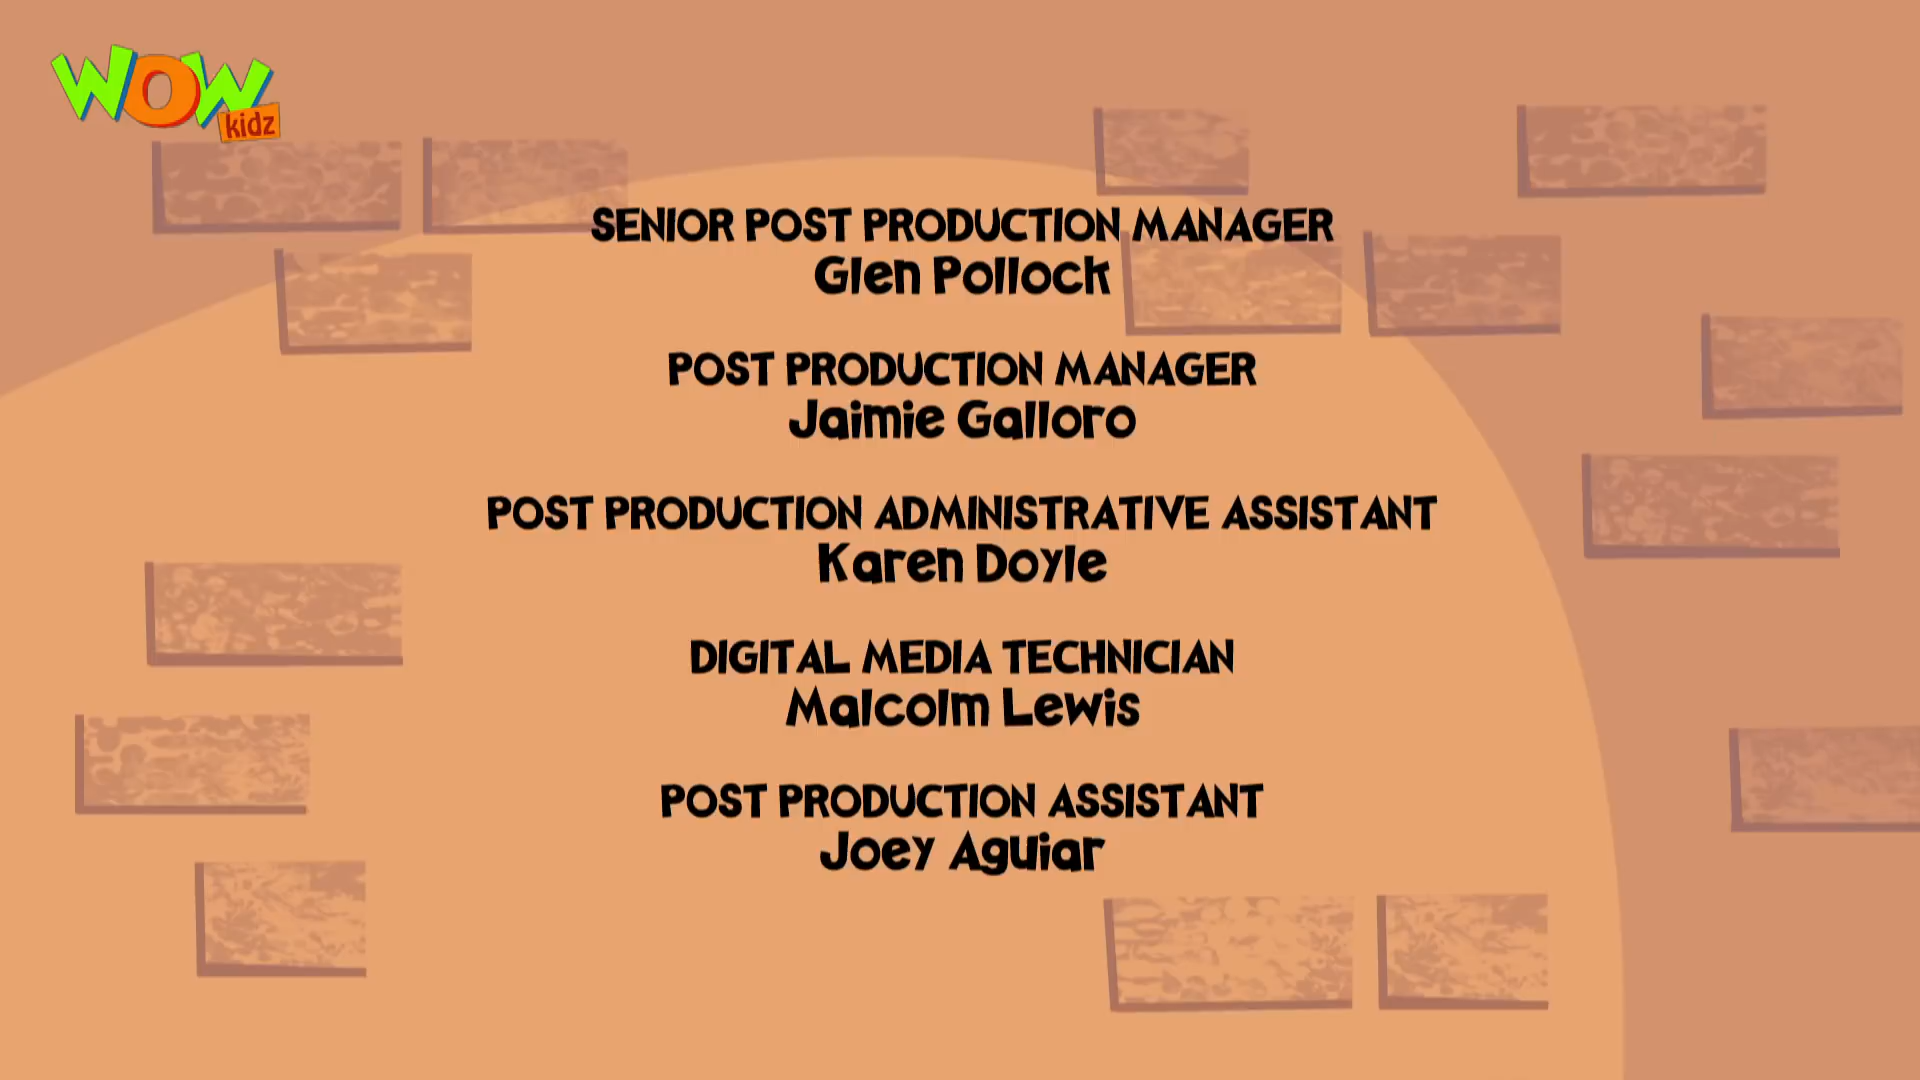 WOW
kidz
SENIOR POST PRODUCTION MANAGER
Glen Pollock
POST PRODUCTION MANAGER
Jaimie Galloro
POST PRODUCTION ADMINISTRATIVE ASSISTANT
Karen Doyle
DIGITAL MEDIA TECHNICIAN
Malcolm Lewis
POST PRODUCTION ASSISTANT
Joey Aguiar